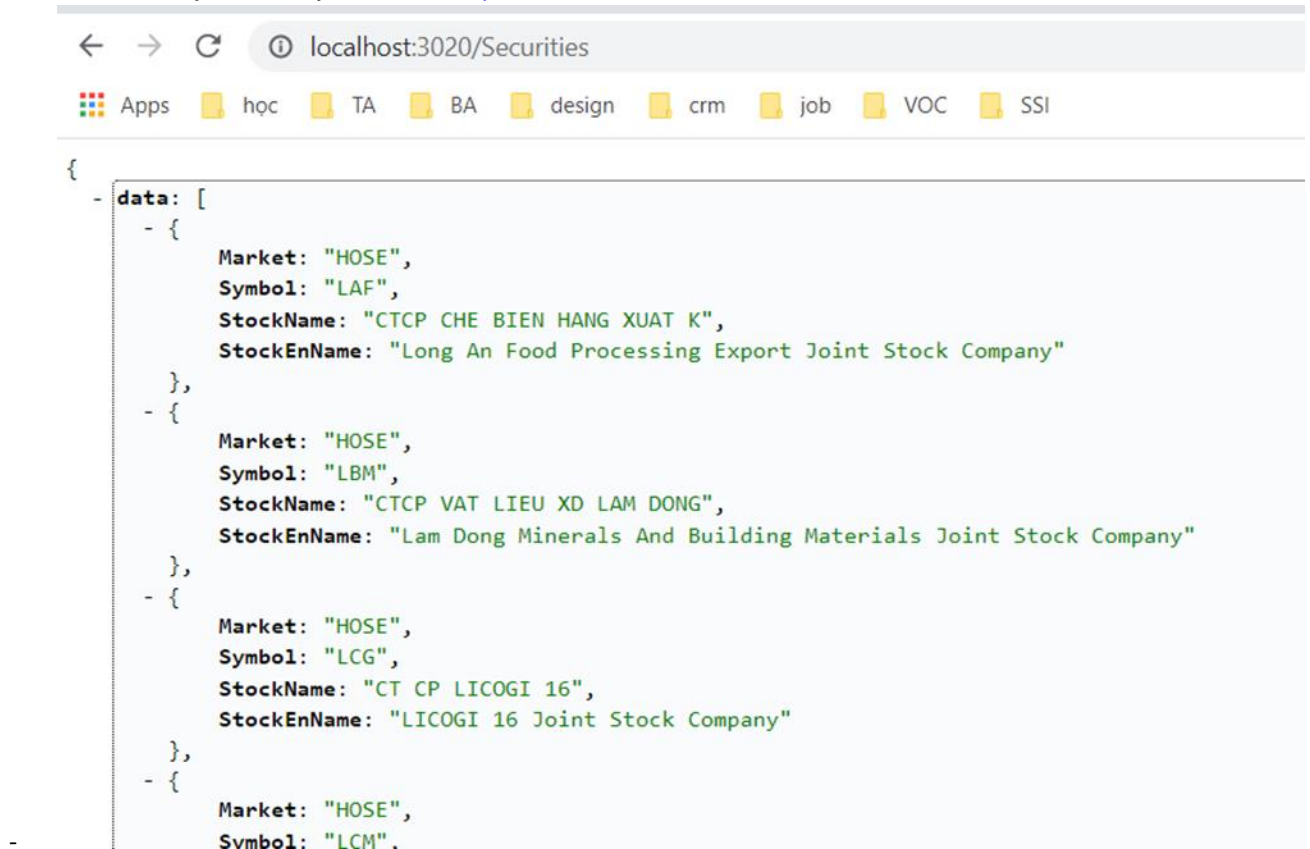 localhost:3020/Securities
Apps học TA BA design crm job VOC SSI
{
- data: [
- {
Market: "HOSE",
Symbol: "LAF",
StockName: "CTCP CHE BIEN HANG XUAT K",
StockEnName: "Long An Food Processing Export Joint Stock Company"
},
- {
Market: "HOSE",
Symbol: "LBM",
StockName: "CTCP VAT LIEU XD LAM DONG",
StockEnName: "Lam Dong Minerals And Building Materials Joint Stock Company"
},
- {
Market: "HOSE",
Symbol: "LCG",
StockName: "CT CP LICOGI 16",
StockEnName: "LICOGI 16 Joint Stock Company"
},
- {
Market: "HOSE",
- Symbol: "LCM",